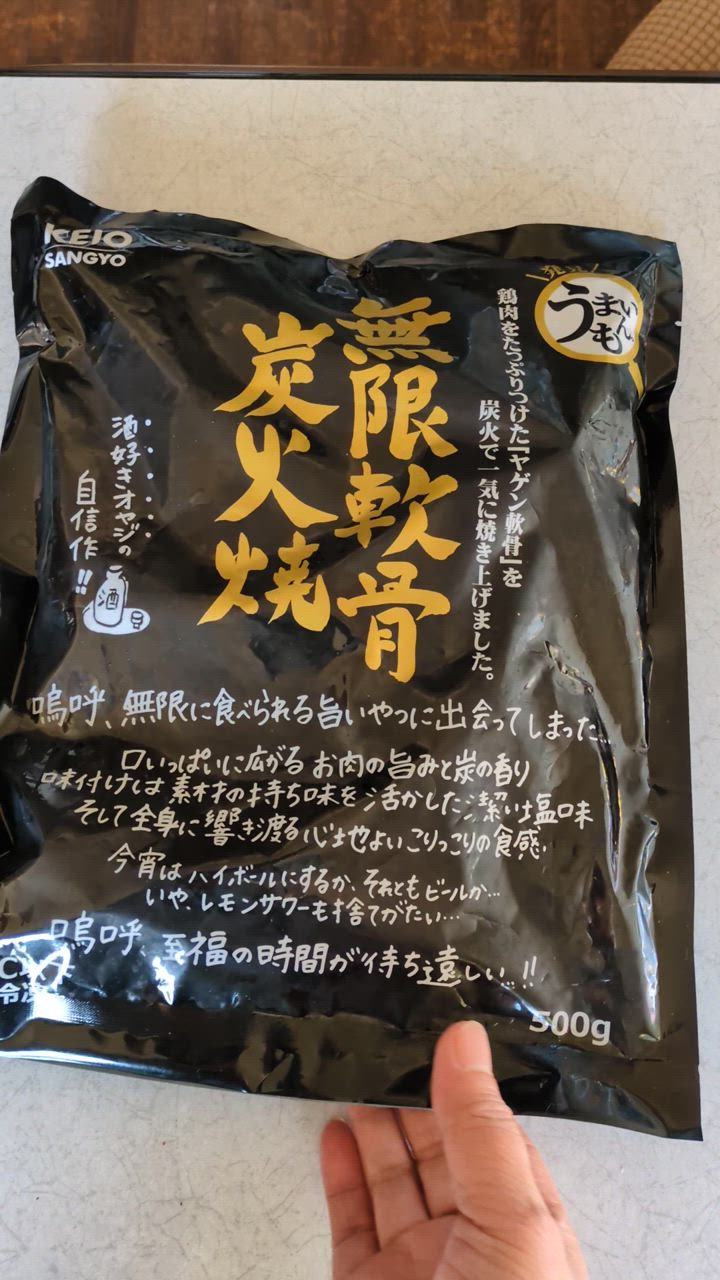 KEIO
SANGYO
発見
うまいもん
鶏肉をたっぷりつけた『ヤゲン軟骨』を
炭火で一気に焼き上げました。
無限軟骨
炭火焼
酒好きオヤジの
自信作!!
酒
嗚呼、無限に食べられる旨いやつに出会ってしまった…
口いっぱいに広がるお肉の旨みと炭の香り
味付けは素材の持ち味を活かした潔い塩味
そして全身に響き渡る心地よいこりっこりの食感。
今宵はハイボールにするか、それともビールか…
いや、レモンサワーも捨てがたい…
嗚呼、至福の時間が待ち遠しい…!!
冷凍
500g